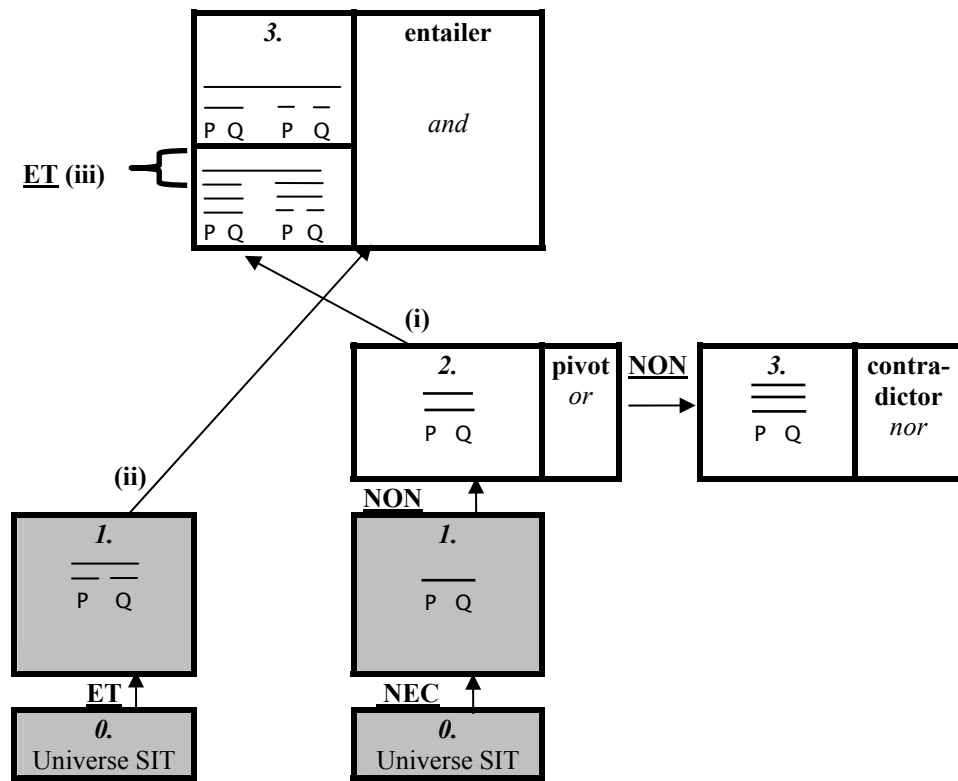 3.
entailer
P Q P Q
and
ET (iii)
P Q P Q
(i)
2.
P Q
pivot
or
NON
3.
P Q
contra-
dictor
nor
(ii)
NON
1.
P Q
1.
P Q
ET
NEC
0.
Universe SIT
0.
Universe SIT